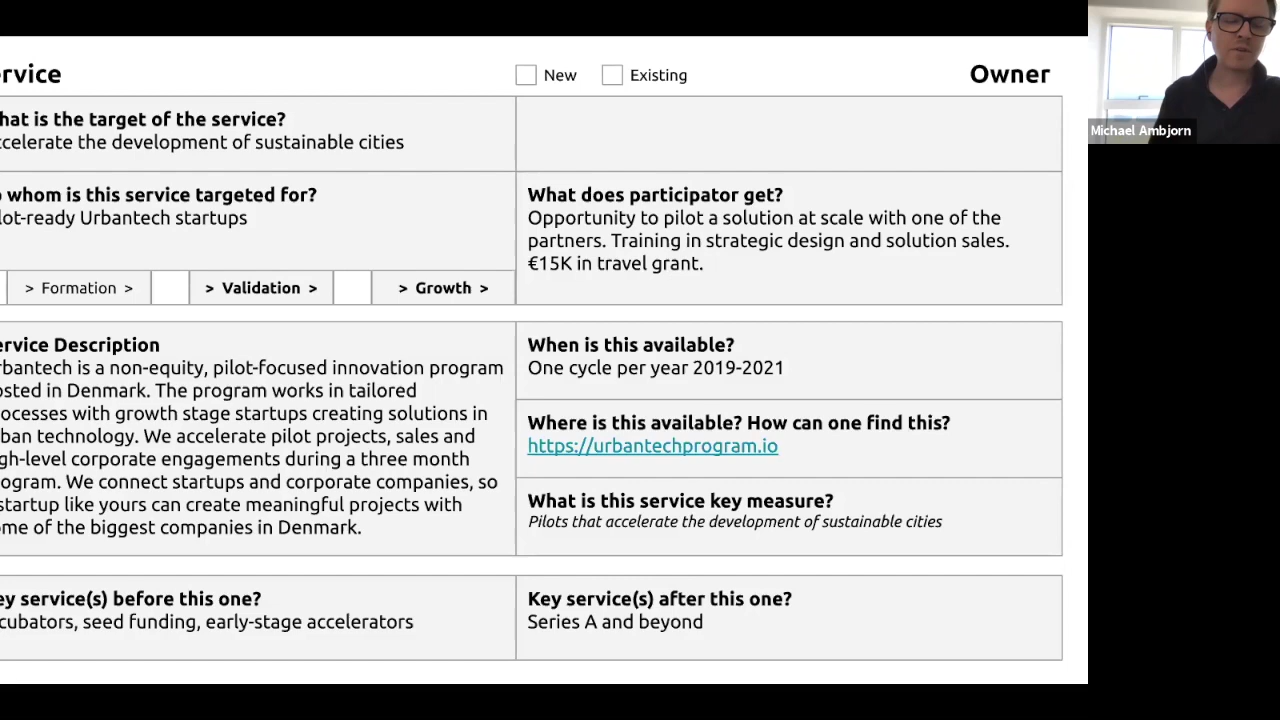 rvice
New
Existing
Owner
Michael Ambjorn
hat is the target of the service?
ccelerate the development of sustainable cities
o whom is this service targeted for?
lot-ready Urbantech startups
What does participator get?
Opportunity to pilot a solution at scale with one of the
partners. Training in strategic design and solution sales.
€15K in travel grant.
> Formation >
> Validation >
> Growth >
ervice Description
rbantech is a non-equity, pilot-focused innovation program
osted in Denmark. The program works in tailored
ocesses with growth stage startups creating solutions in
ban technology. We accelerate pilot projects, sales and
gh-level corporate engagements during a three month
ogram. We connect startups and corporate companies, so
startup like yours can create meaningful projects with
me of the biggest companies in Denmark.
When is this available?
One cycle per year 2019-2021
Where is this available? How can one find this?
https://urbantechprogram.io
What is this service key measure?
Pilots that accelerate the development of sustainable cities
ey service(s) before this one?
cubators, seed funding, early-stage accelerators
Key service(s) after this one?
Series A and beyond